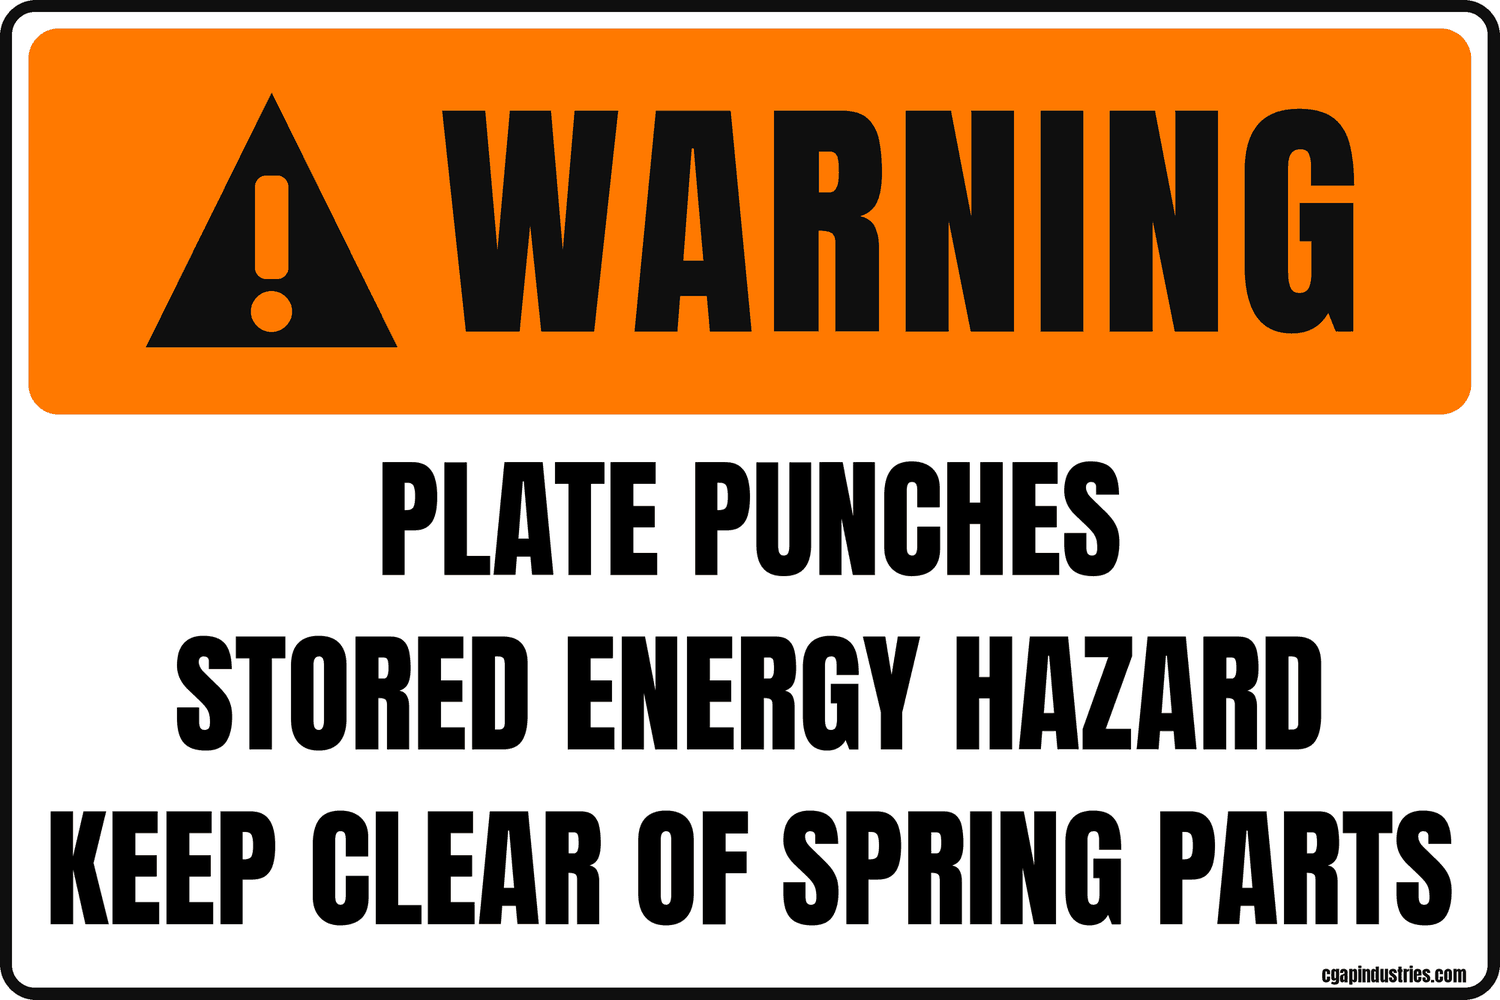 WARNING
PLATE PUNCHES
STORED ENERGY HAZARD
KEEP CLEAR OF SPRING PARTS
cgapindustries.com